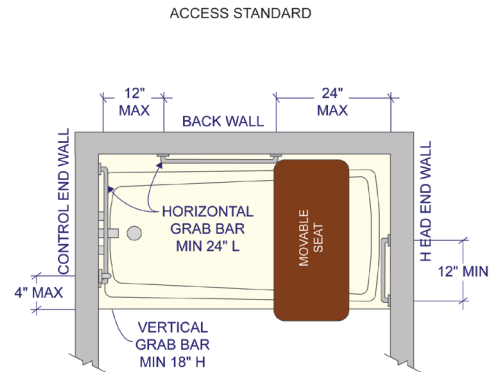 ACCESS STANDARD
12"
MAX
24"
MAX
BACK WALL
CONTROL END WALL
H EAD END WALL
HORIZONTAL
GRAB BAR
MIN 24" L
MOVABLE
SEAT
12" MIN
4" MAX
VERTICAL
GRAB BAR
MIN 18" H